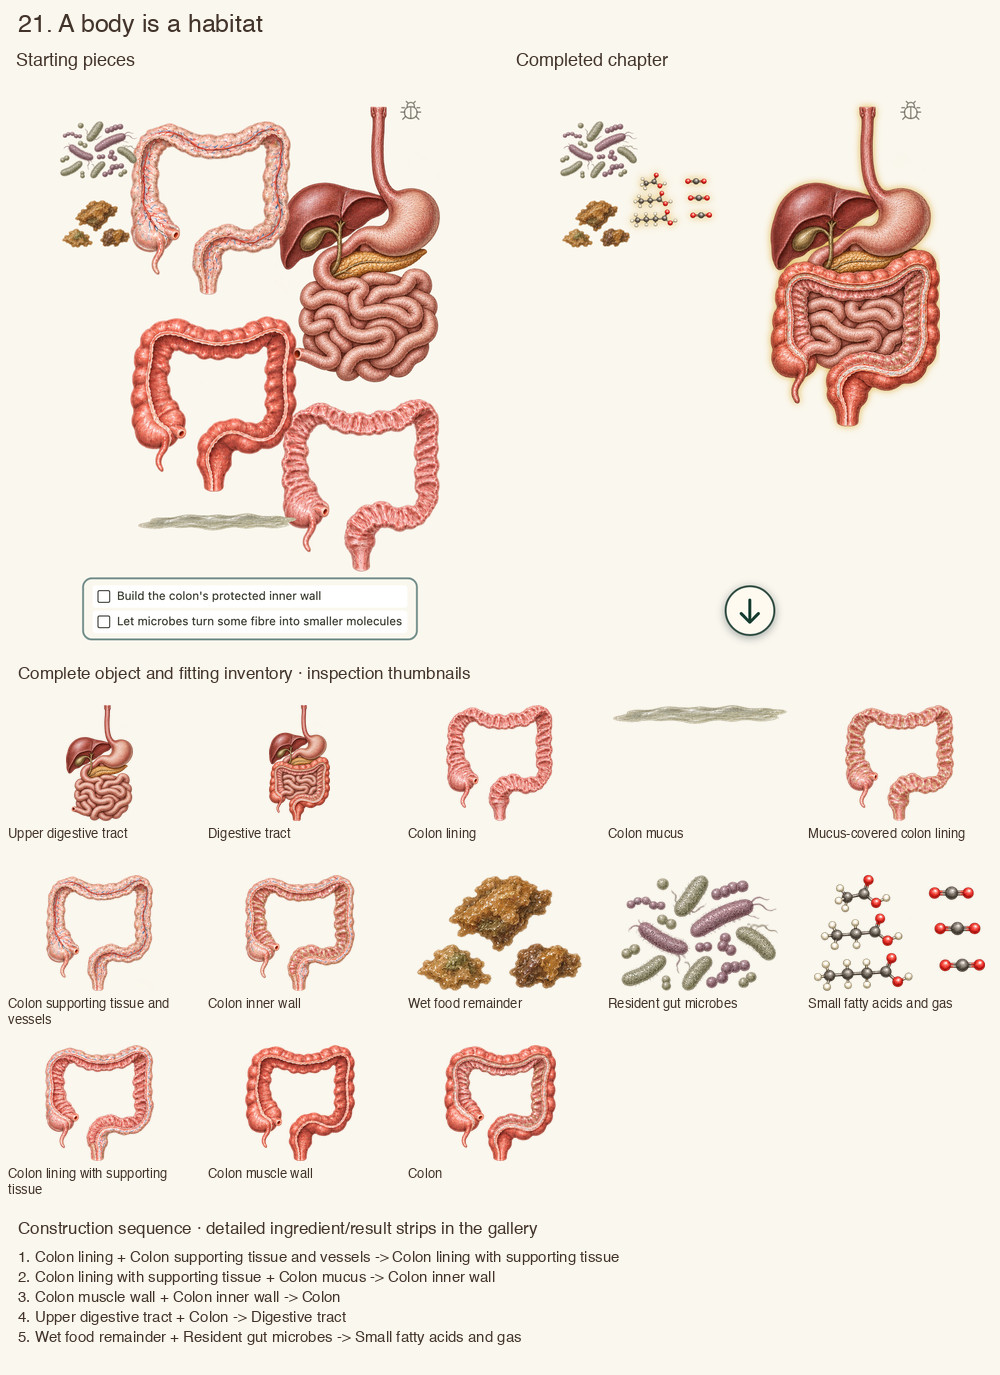 21. A body is a habitat
Starting pieces
Completed chapter
Build the colon's protected inner wall
Let microbes turn some fibre into smaller molecules
Complete object and fitting inventory · inspection thumbnails
Upper digestive tract
Digestive tract
Colon lining
Colon mucus
Mucus-covered colon lining
Colon supporting tissue and
vessels
Colon inner wall
Wet food remainder
Resident gut microbes
Small fatty acids and gas
Colon lining with supporting
tissue
Colon muscle wall
Colon
Construction sequence · detailed ingredient/result strips in the gallery
1. Colon lining + Colon supporting tissue and vessels -> Colon lining with supporting tissue
2. Colon lining with supporting tissue + Colon mucus -> Colon inner wall
3. Colon muscle wall + Colon inner wall -> Colon
4. Upper digestive tract + Colon -> Digestive tract
5. Wet food remainder + Resident gut microbes -> Small fatty acids and gas